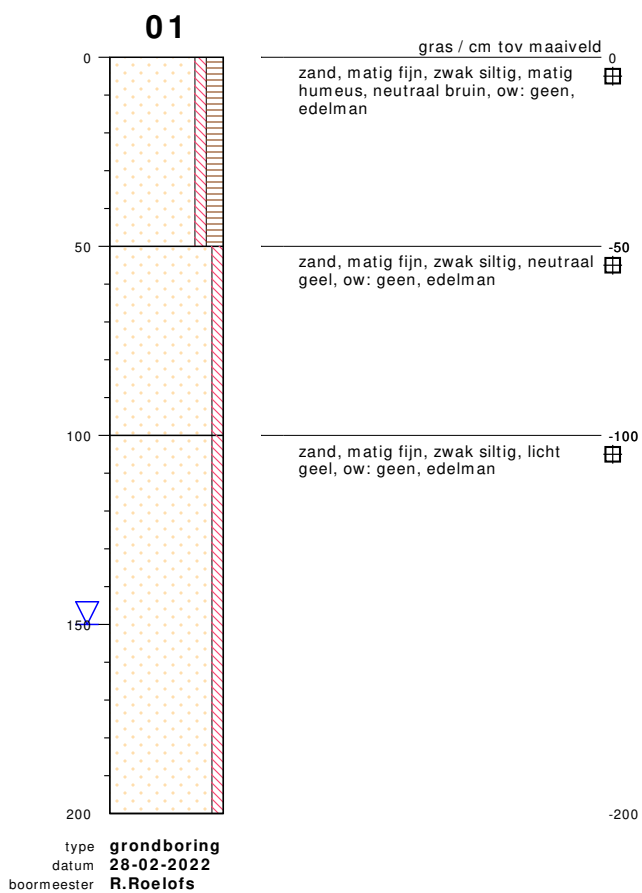 01
gras / cm tov maaiveld
0
0
zand, matig fijn, zwak siltig, matig
humeus, neutraal bruin, ow: geen,
edelman
50
-50
zand, matig fijn, zwak siltig, neutraal
geel, ow: geen, edelman
100
-100
zand, matig fijn, zwak siltig, licht
geel, ow: geen, edelman
150
200
-200
type grondboring
datum 28-02-2022
boormeester R.Roelofs